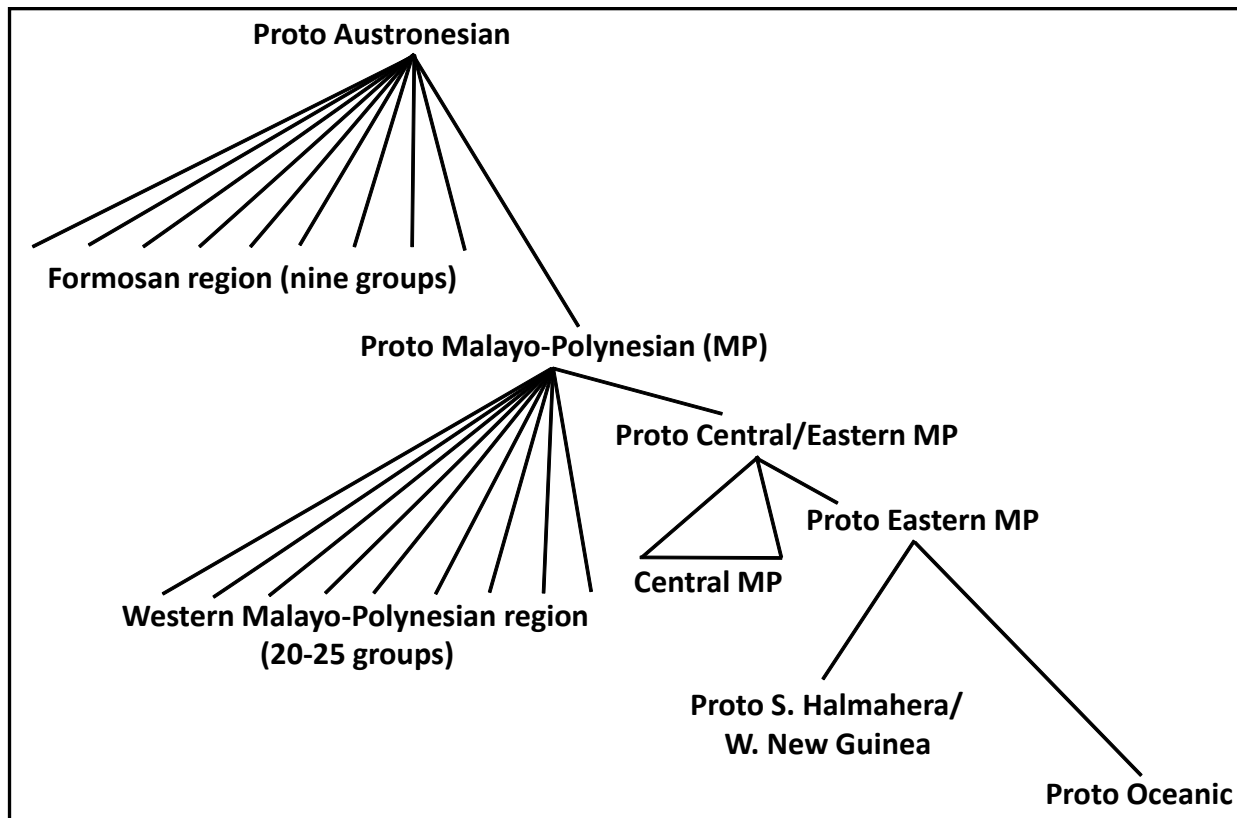 Proto Austronesian
Formosan region (nine groups)
Proto Malayo-Polynesian (MP)
Proto Central/Eastern MP
Proto Eastern MP
Central MP
Western Malayo-Polynesian region
(20-25 groups)
Proto S. Halmahera/
W. New Guinea
Proto Oceanic